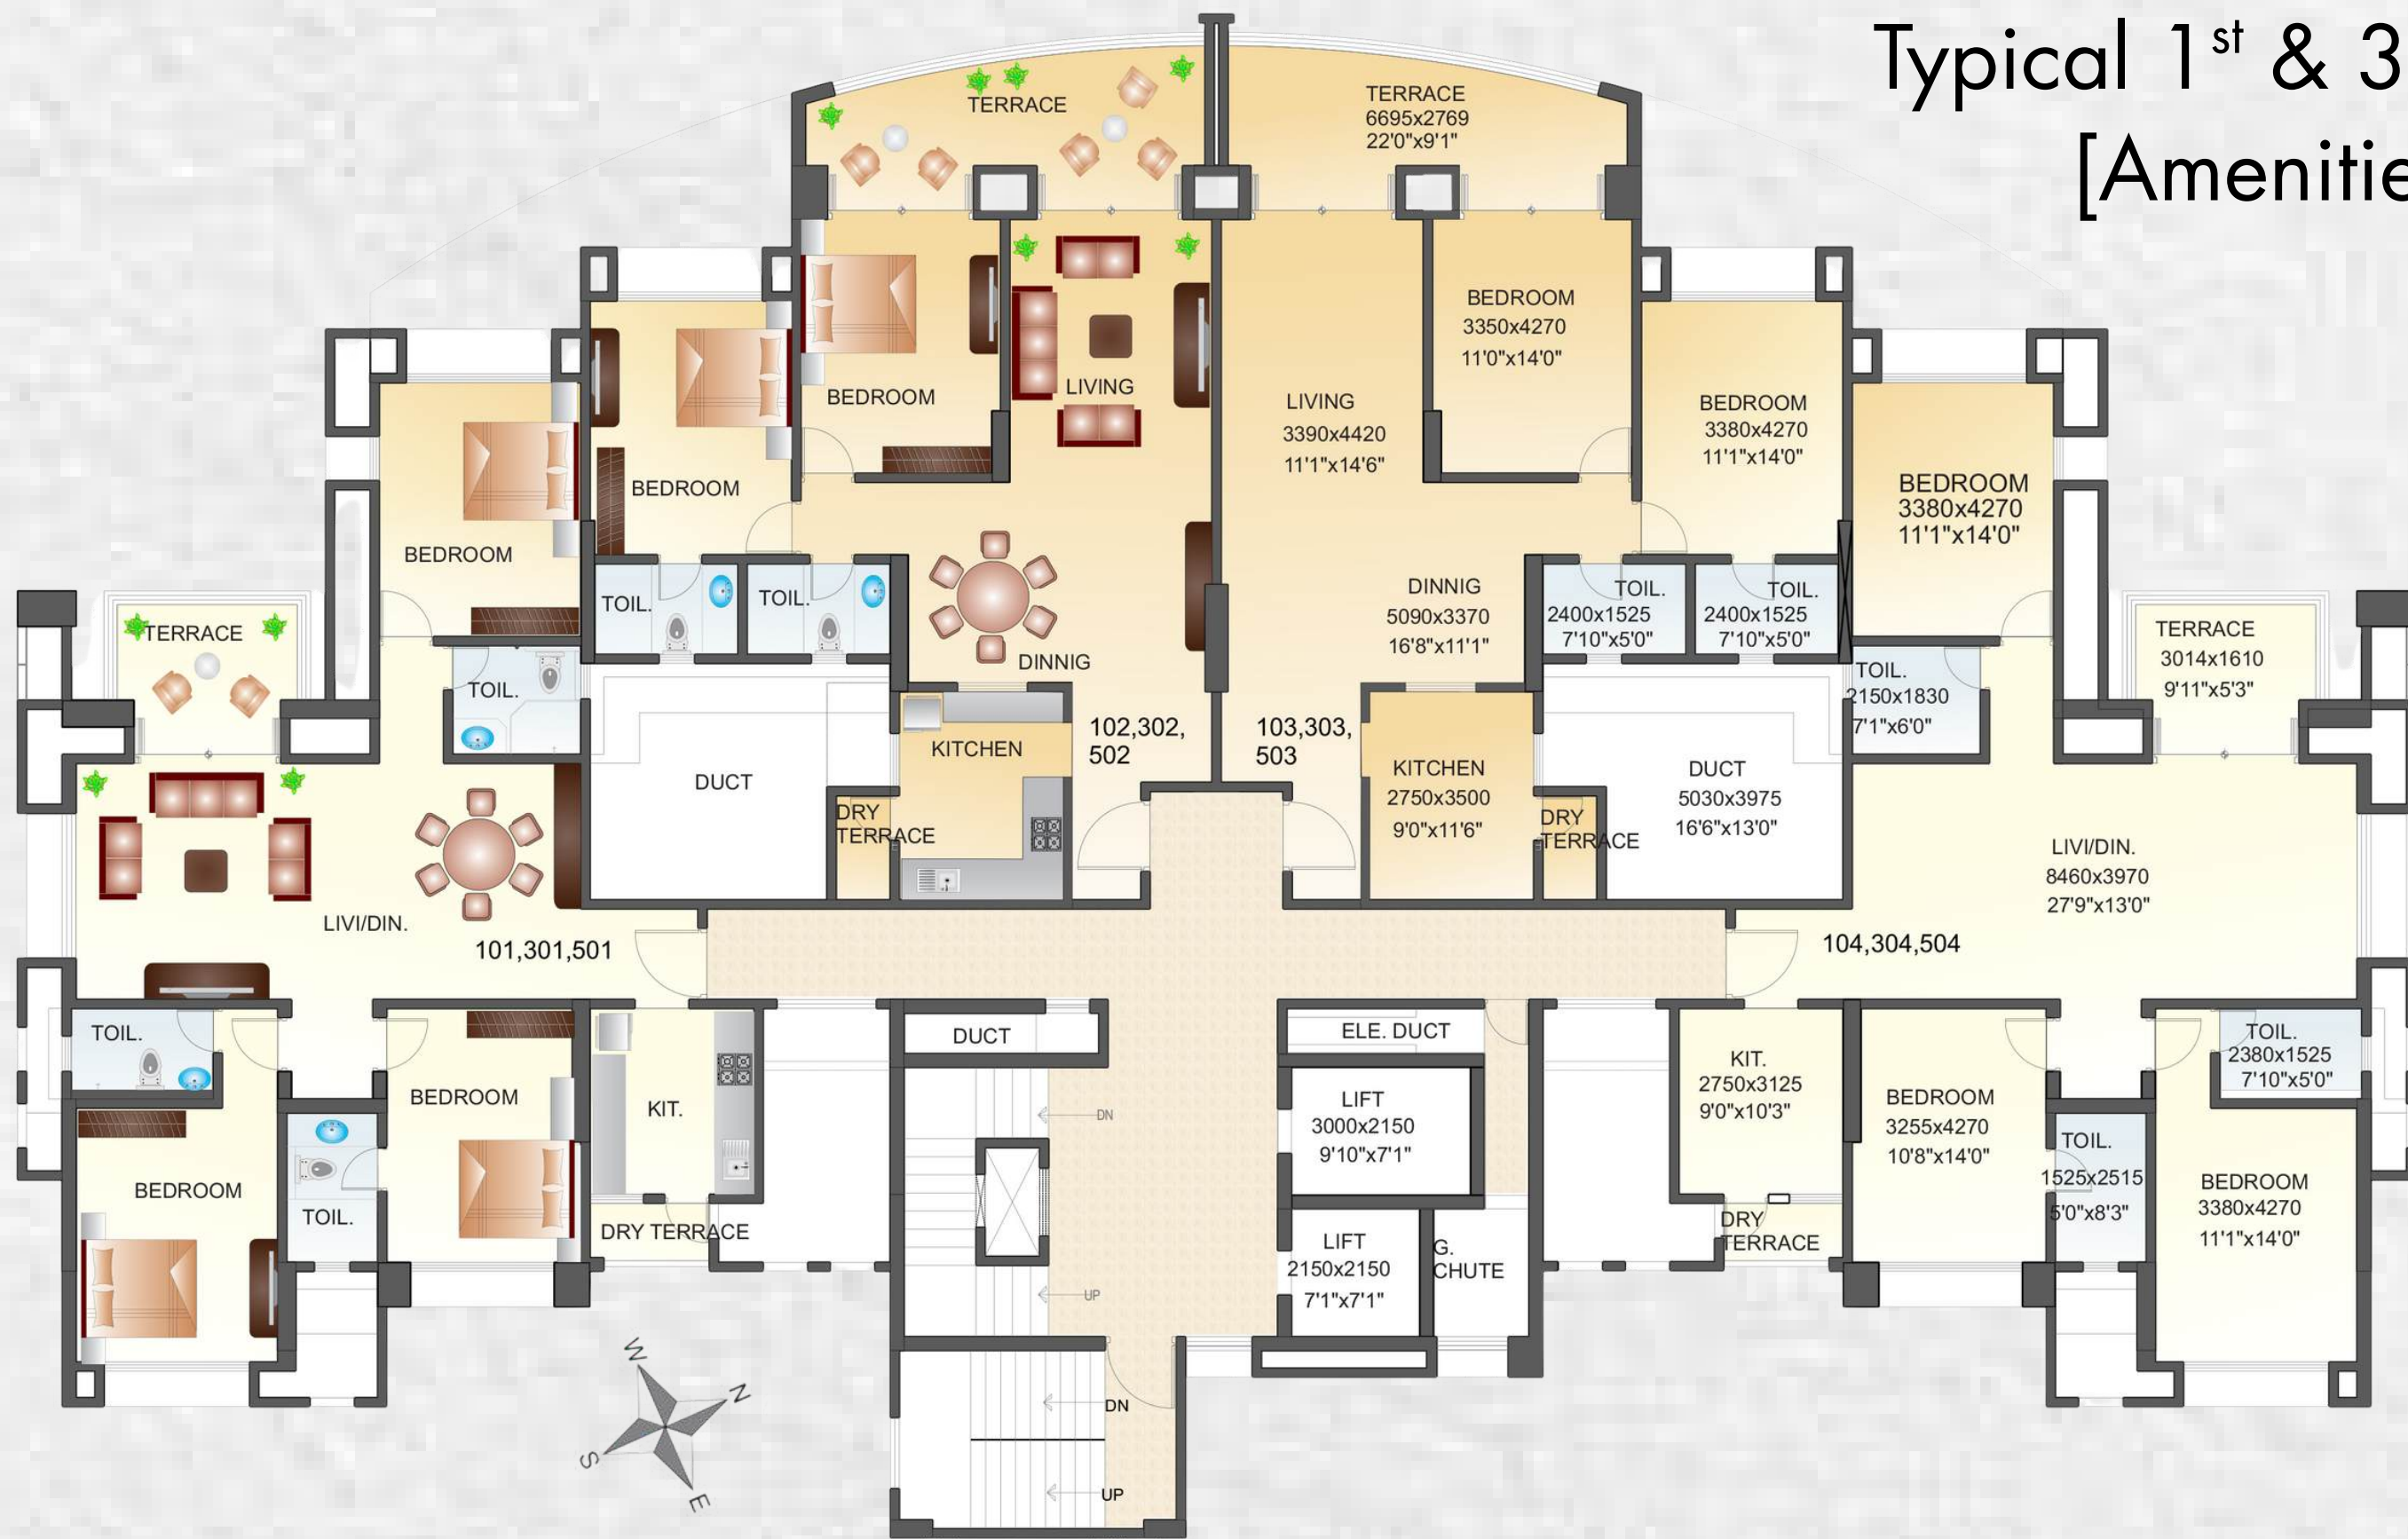 Typical 1st & 3
[Amenitie
TERRACE
TERRACE
6695x2769
22'0"x9'1"
BEDROOM
BEDROOM
BEDROOM
LIVING
LIVING
3390x4420
11'1"x14'6"
BEDROOM
3350x4270
11'0"x14'0"
BEDROOM
3380x4270
11'1"x14'0"
BEDROOM
3380x4270
11'1"x14'0"
TERRACE
TOIL.
TOIL.
TOIL.
DINNIG
DINNIG
5090x3370
16'8"x11'1"
TOIL.
2400x1525
7'10"x5'0"
TOIL.
2400x1525
7'10"x5'0"
TOIL.
2150x1830
7'1"x6'0"
TERRACE
3014x1610
9'11"x5'3"
DUCT
KITCHEN
DRY
TERRACE
102,302,
502
103,303,
503
KITCHEN
2750x3500
9'0"x11'6"
DRY
TERRACE
DUCT
5030x3975
16'6"x13'0"
LIVI/DIN.
8460x3970
27'9"x13'0"
LIVI/DIN.
101,301,501
104,304,504
TOIL.
BEDROOM
BEDROOM
TOIL.
KIT.
DRY TERRACE
DUCT
DN
UP
ELE. DUCT
LIFT
3000x2150
9'10"x7'1"
LIFT
2150x2150
7'1"x7'1"
G.
CHUTE
KIT.
2750x3125
9'0"x10'3"
DRY
TERRACE
BEDROOM
3255x4270
10'8"x14'0"
TOIL.
1525x2515
5'0"x8'3"
TOIL.
2380x1525
7'10"x5'0"
BEDROOM
3380x4270
11'1"x14'0"
W
N
S
E
DN
UP